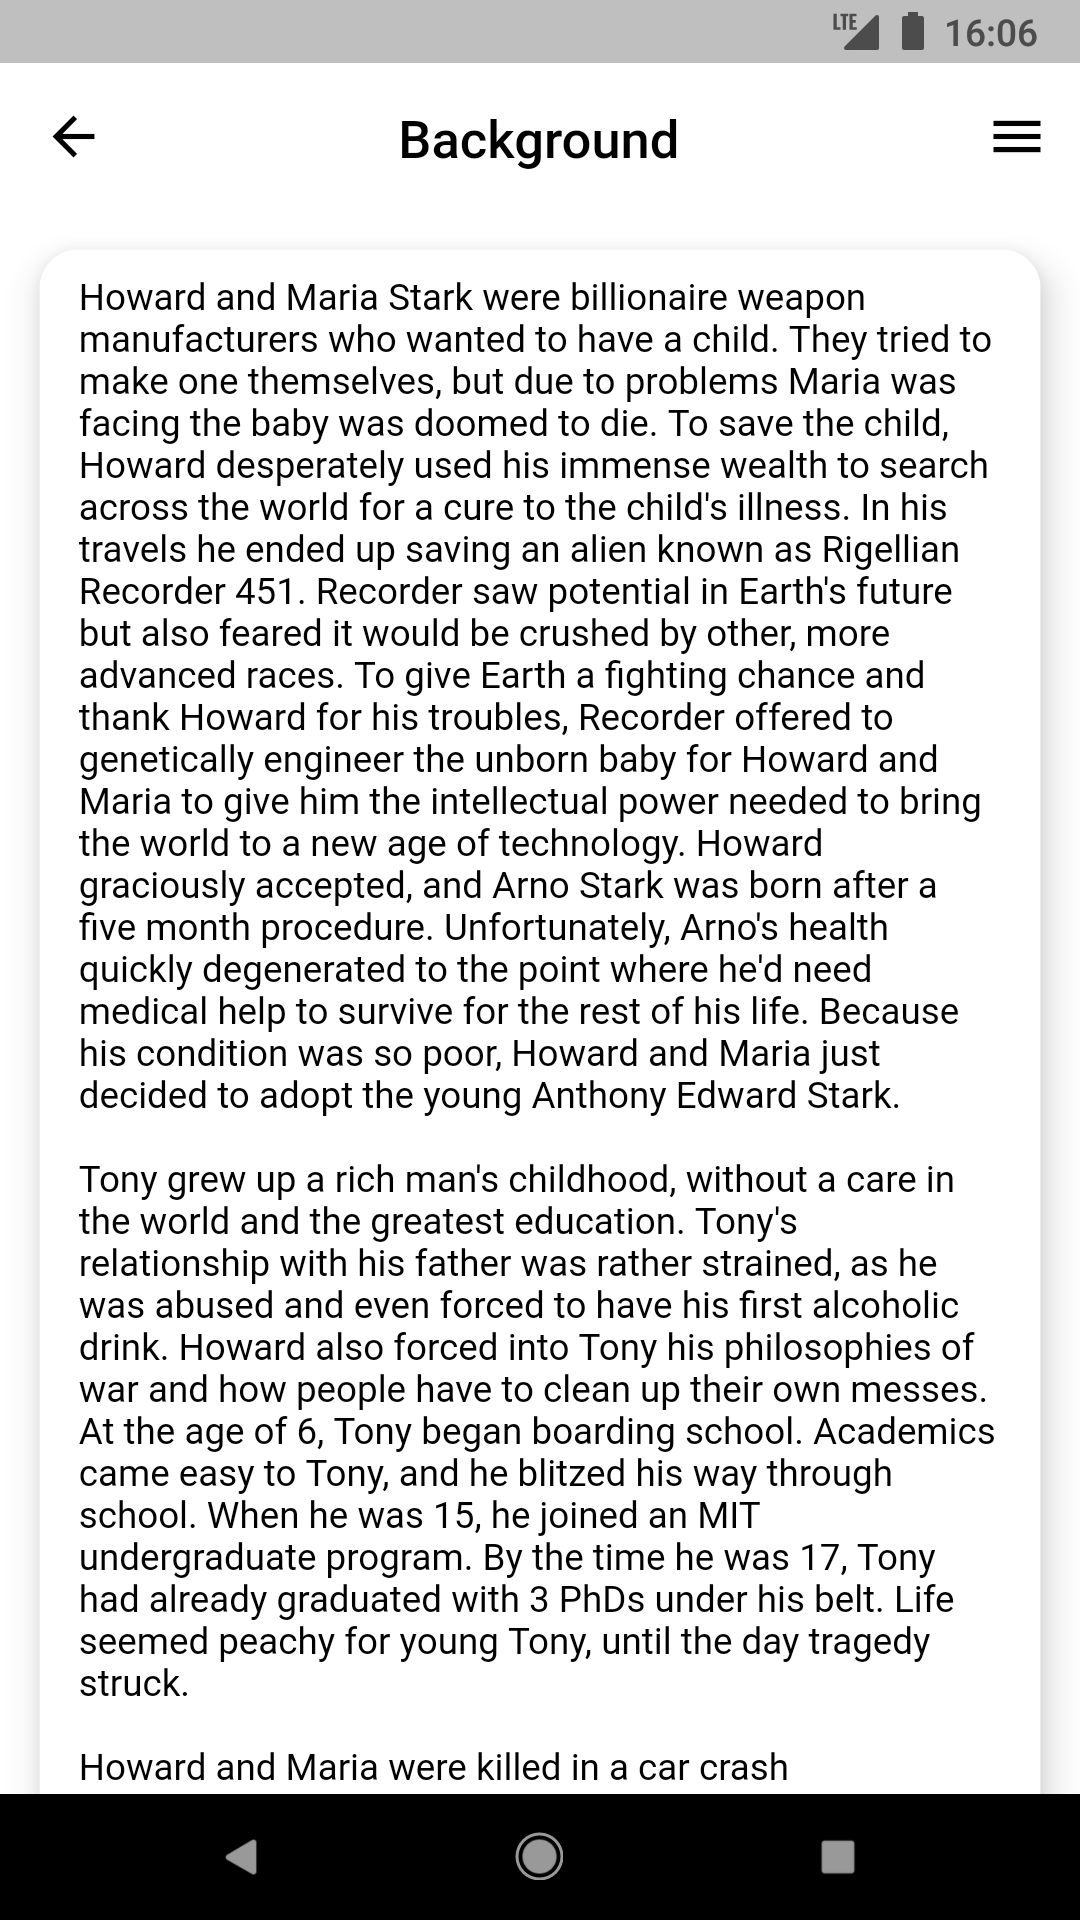 LTE 16:06
Background
Howard and Maria Stark were billionaire weapon
manufacturers who wanted to have a child. They tried to
make one themselves, but due to problems Maria was
facing the baby was doomed to die. To save the child,
Howard desperately used his immense wealth to search
across the world for a cure to the child's illness. In his
travels he ended up saving an alien known as Rigellian
Recorder 451. Recorder saw potential in Earth's future
but also feared it would be crushed by other, more
advanced races. To give Earth a fighting chance and
thank Howard for his troubles, Recorder offered to
genetically engineer the unborn baby for Howard and
Maria to give him the intellectual power needed to bring
the world to a new age of technology. Howard
graciously accepted, and Arno Stark was born after a
five month procedure. Unfortunately, Arno's health
quickly degenerated to the point where he'd need
medical help to survive for the rest of his life. Because
his condition was so poor, Howard and Maria just
decided to adopt the young Anthony Edward Stark.
Tony grew up a rich man's childhood, without a care in
the world and the greatest education. Tony's
relationship with his father was rather strained, as he
was abused and even forced to have his first alcoholic
drink. Howard also forced into Tony his philosophies of
war and how people have to clean up their own messes.
At the age of 6, Tony began boarding school. Academics
came easy to Tony, and he blitzed his way through
school. When he was 15, he joined an MIT
undergraduate program. By the time he was 17, Tony
had already graduated with 3 PhDs under his belt. Life
seemed peachy for young Tony, until the day tragedy
struck.
Howard and Maria were killed in a car crash